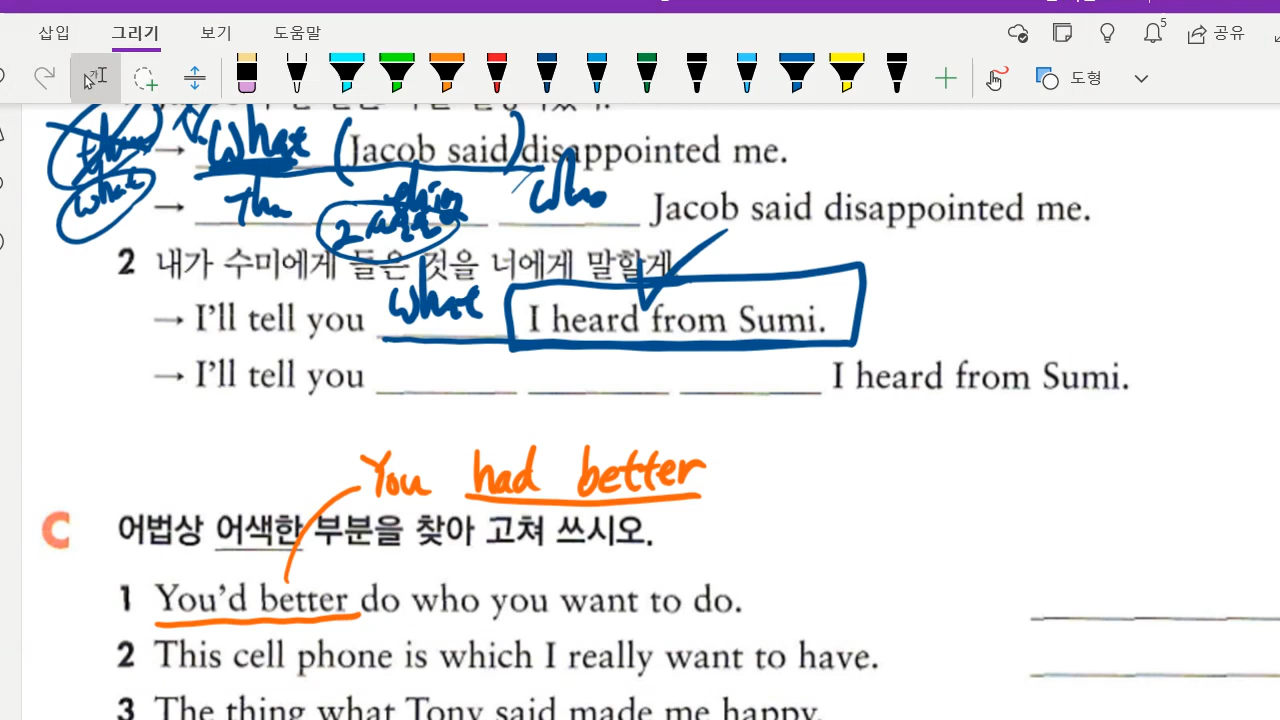 삽입 그리기 보기 도움말 5 공유
도형
→ What (Jacob said) disappointed me.
what The thing who
→ Jacob said disappointed me.
2 내가 수미에게 들은 것을 너에게 말할게
→ I'll tell you what I heard from Sumi.
→ I'll tell you I heard from Sumi.
You had better
C 어법상 어색한 부분을 찾아 고쳐 쓰시오.
1 You'd better do who you want to do.
2 This cell phone is which I really want to have.
3 The thing what Tony said made me happy.